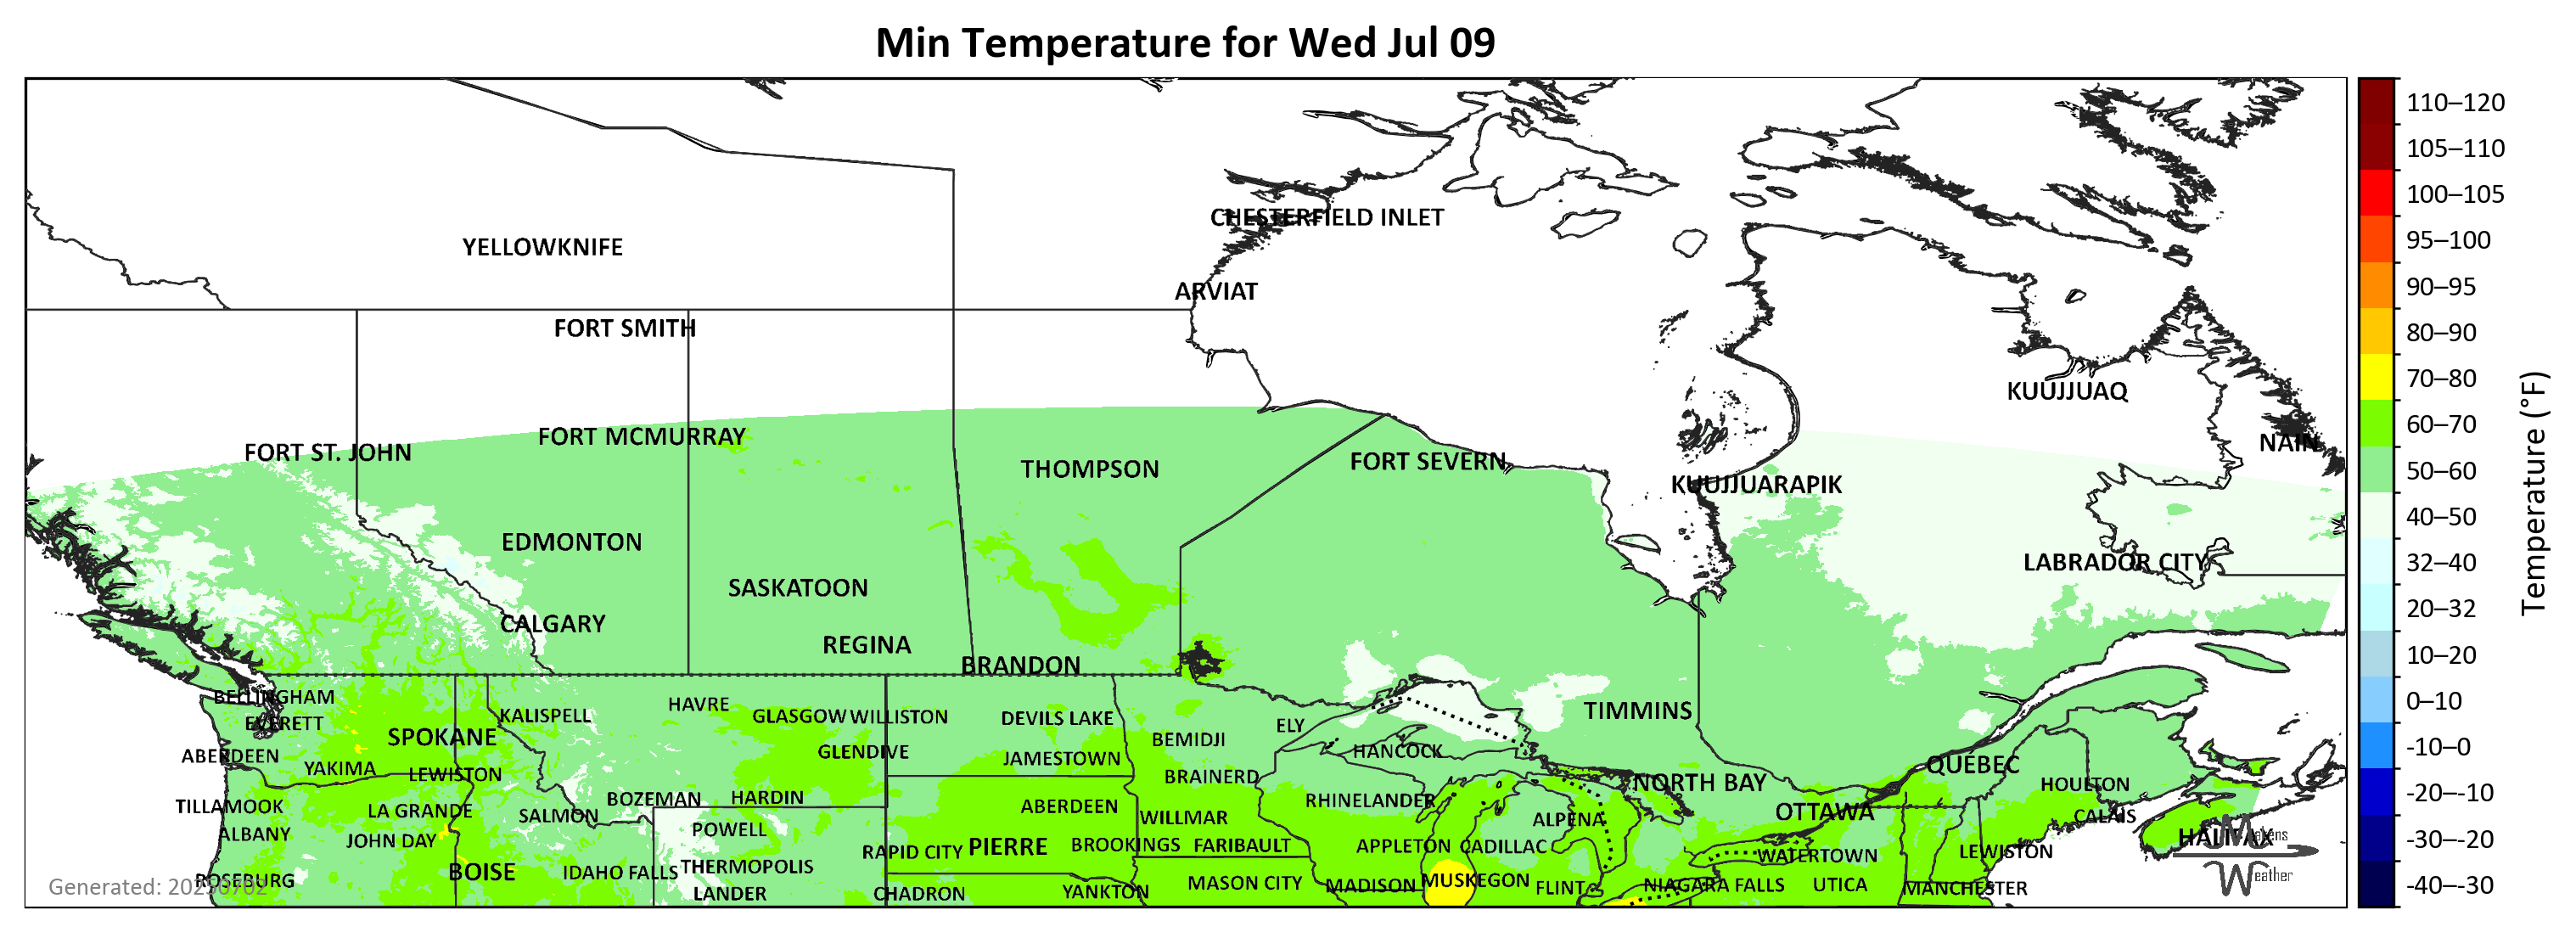 Min Temperature for Wed Jul 09
110–120
105–110
100–105
95–100
90–95
80–90
70–80
60–70
50–60
40–50
32–40
20–32
10–20
0–10
-10–0
-20–-10
-30–-20
-40–-30
Temperature (°F)
CHESTERFIELD INLET
YELLOWKNIFE
ARVIAT
FORT SMITH
KUUJJUAQ
FORT MCMURRAY
NAIN
FORT ST. JOHN
FORT SEVERN
THOMPSON
KUUJJUARAPIK
EDMONTON
LABRADOR CITY
SASKATOON
CALGARY
REGINA
BRANDON
BELLINGHAM
HAVRE
TIMMINS
KALISPELL
GLASGOW
WILLISTON
DEVILS LAKE
EVERETT
ELY
SPOKANE
BEMIDJI
GLENDIVE
HANCOCK
ABERDEEN
JAMESTOWN
QUÉBEC
YAKIMA
LEWISTON
BRAINERD
NORTH BAY
HOULTON
BOZEMAN
HARDIN
RHINELANDER
TILLAMOOK
ABERDEEN
LA GRANDE
SALMON
WILLMAR
OTTAWA
CALAIS
ALPENA
POWELL
ALBANY
HALIFAX
Makens
JOHN DAY
PIERRE
BROOKINGS
FARIBAULT
APPLETON
CADILLAC
RAPID CITY
LEWISTON
WATERTOWN
THERMOPOLIS
BOISE
IDAHO FALLS
Weather
ROSEBURG
MUSKEGON
MASON CITY
MADISON
NIAGARA FALLS
UTICA
Generated: 20250702
FLINT
MANCHESTER
LANDER
CHADRON
YANKTON